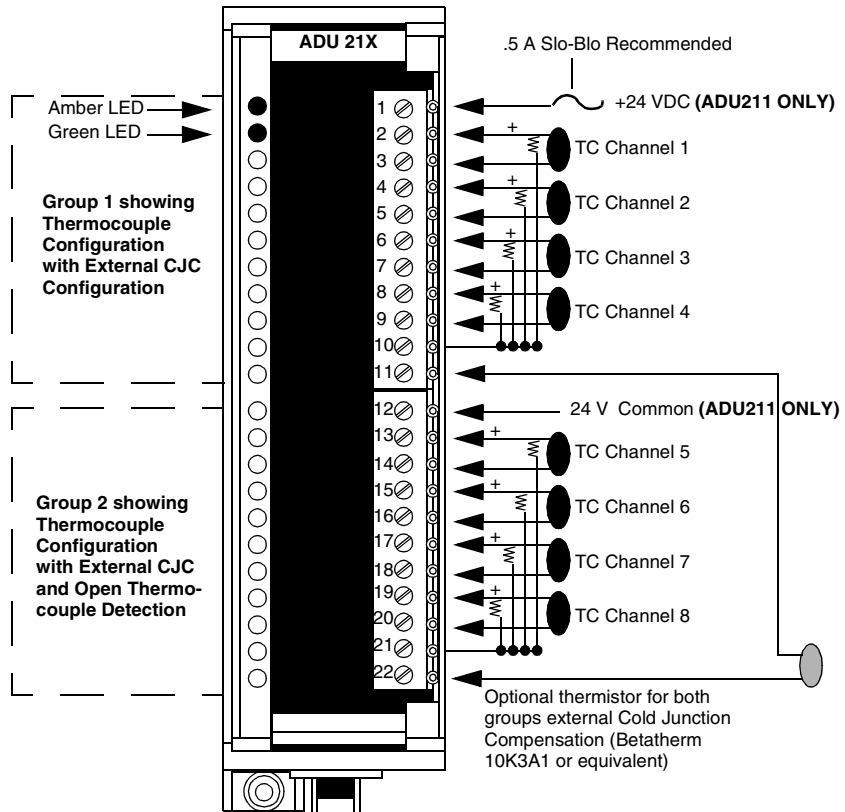 ADU 21X
.5 A Slo-Blo Recommended
Amber LED
Green LED
1
+24 VDC (ADU211 ONLY)
2
+
TC Channel 1
3
4
+
TC Channel 2
5
6
+
TC Channel 3
7
8
+
TC Channel 4
9
10
11
Group 1 showing
Thermocouple
Configuration
with External CJC
Configuration
12
24 V Common (ADU211 ONLY)
13
+
TC Channel 5
14
15
+
TC Channel 6
16
17
+
TC Channel 7
18
19
+
TC Channel 8
20
21
22
Group 2 showing
Thermocouple
Configuration
with External CJC
and Open Thermo-
couple Detection
Optional thermistor for both
groups external Cold Junction
Compensation (Betatherm
10K3A1 or equivalent)